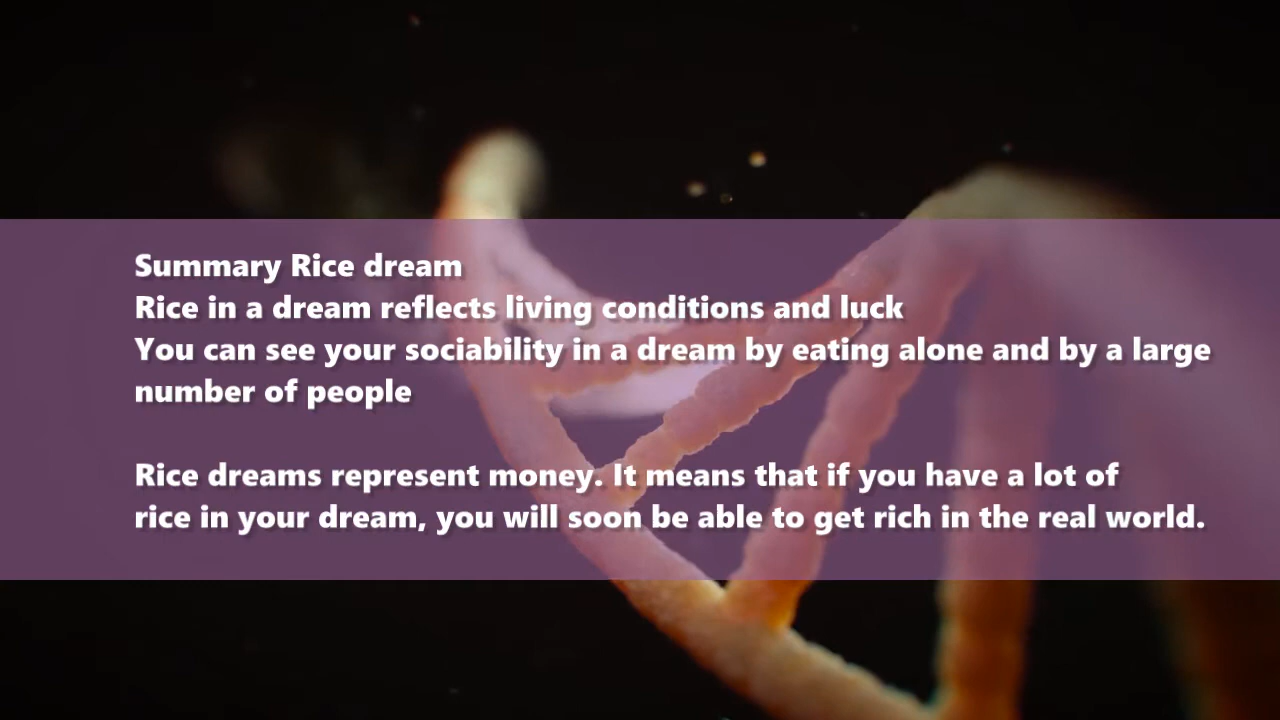 Summary Rice dream
Rice in a dream reflects living conditions and luck
You can see your sociability in a dream by eating alone and by a large
number of people
Rice dreams represent money. It means that if you have a lot of
rice in your dream, you will soon be able to get rich in the real world.